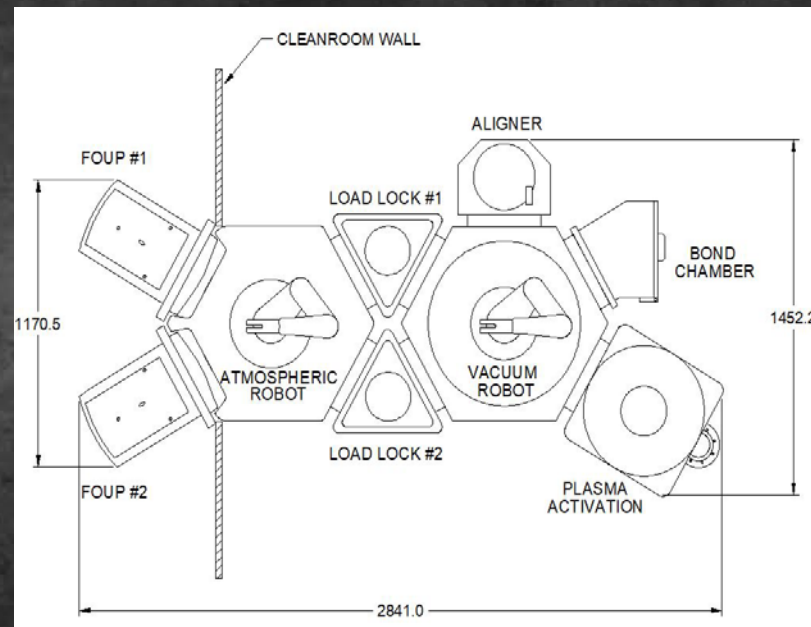 CLEANROOM WALL
ALIGNER
FOUP #1
LOAD LOCK #1
BOND
CHAMBER
1170.5
1452.2
ATMOSPHERIC
ROBOT
VACUUM
ROBOT
LOAD LOCK #2
FOUP #2
PLASMA
ACTIVATION
2841.0